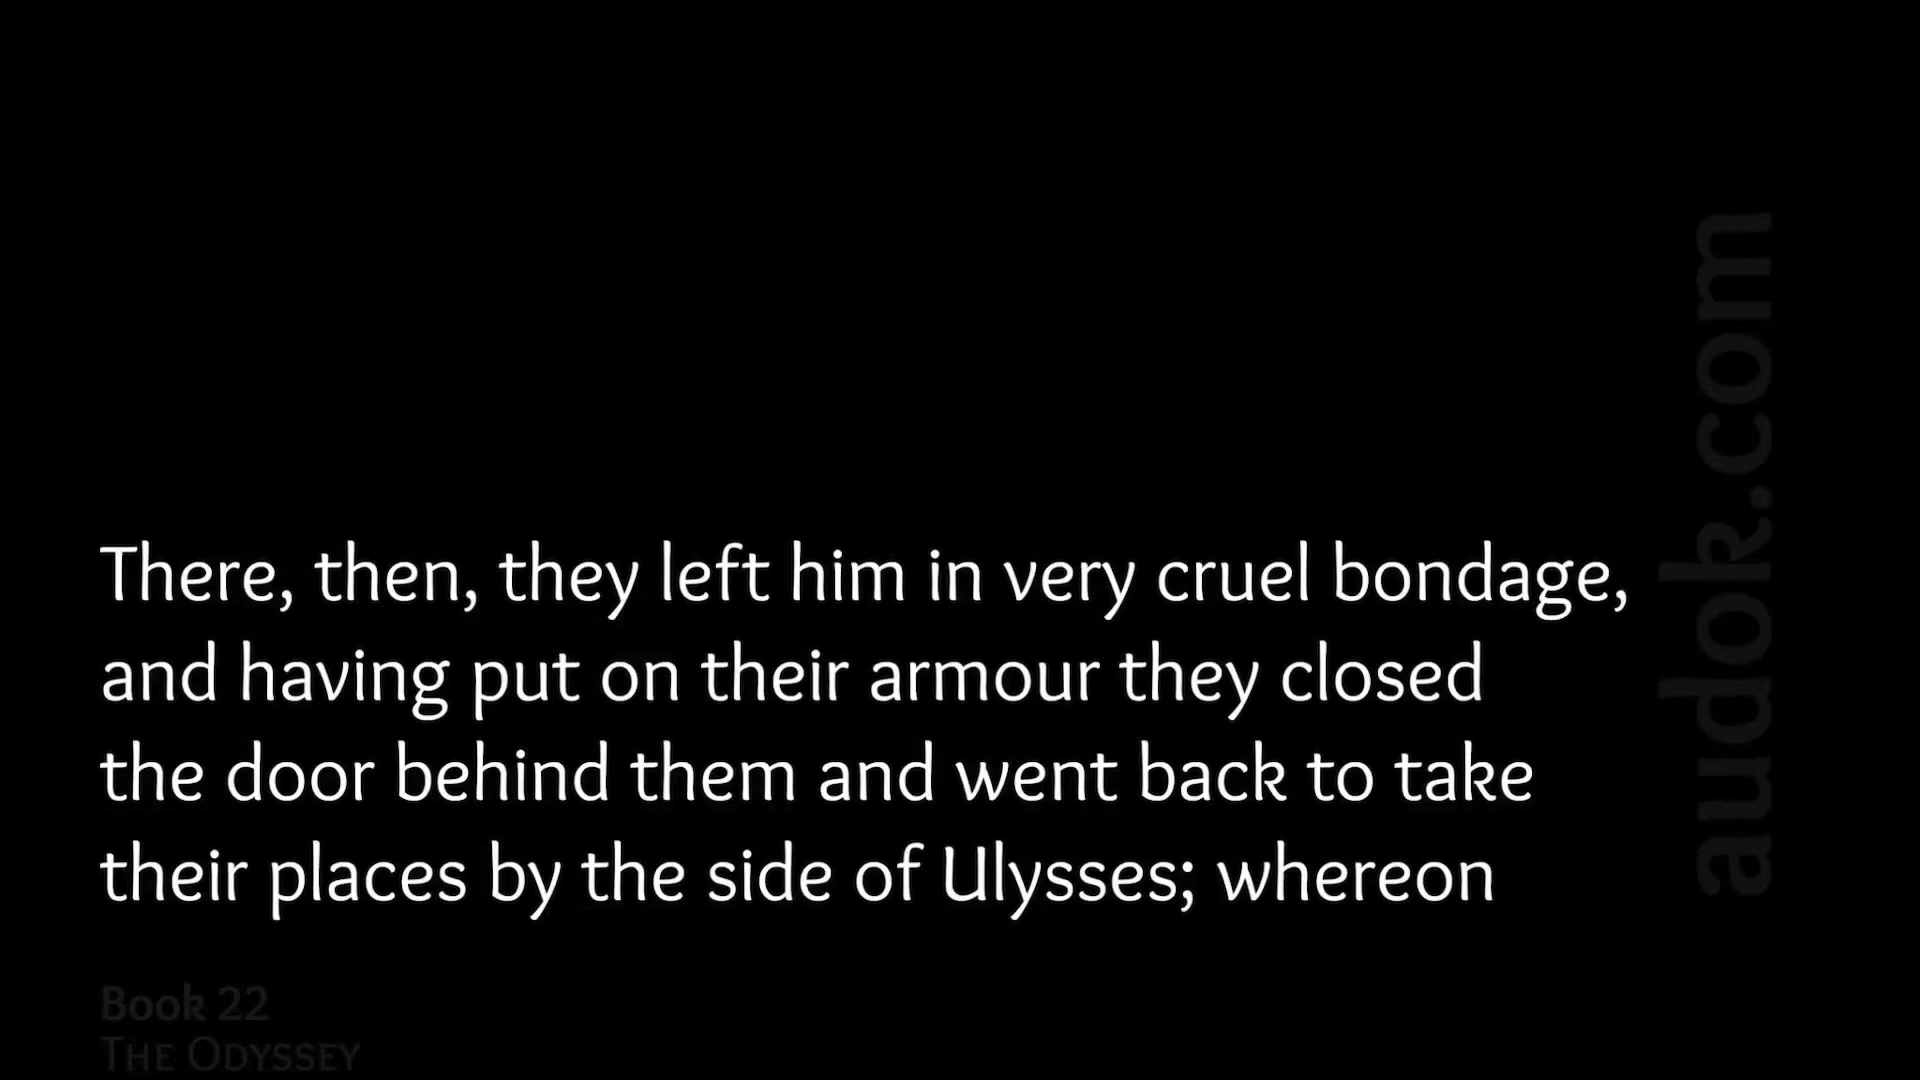 There, then, they left him in very cruel bondage,
and having put on their armour they closed
the door behind them and went back to take
their places by the side of Ulysses; whereon
Book 22
THE ODYSSEY
audok.com